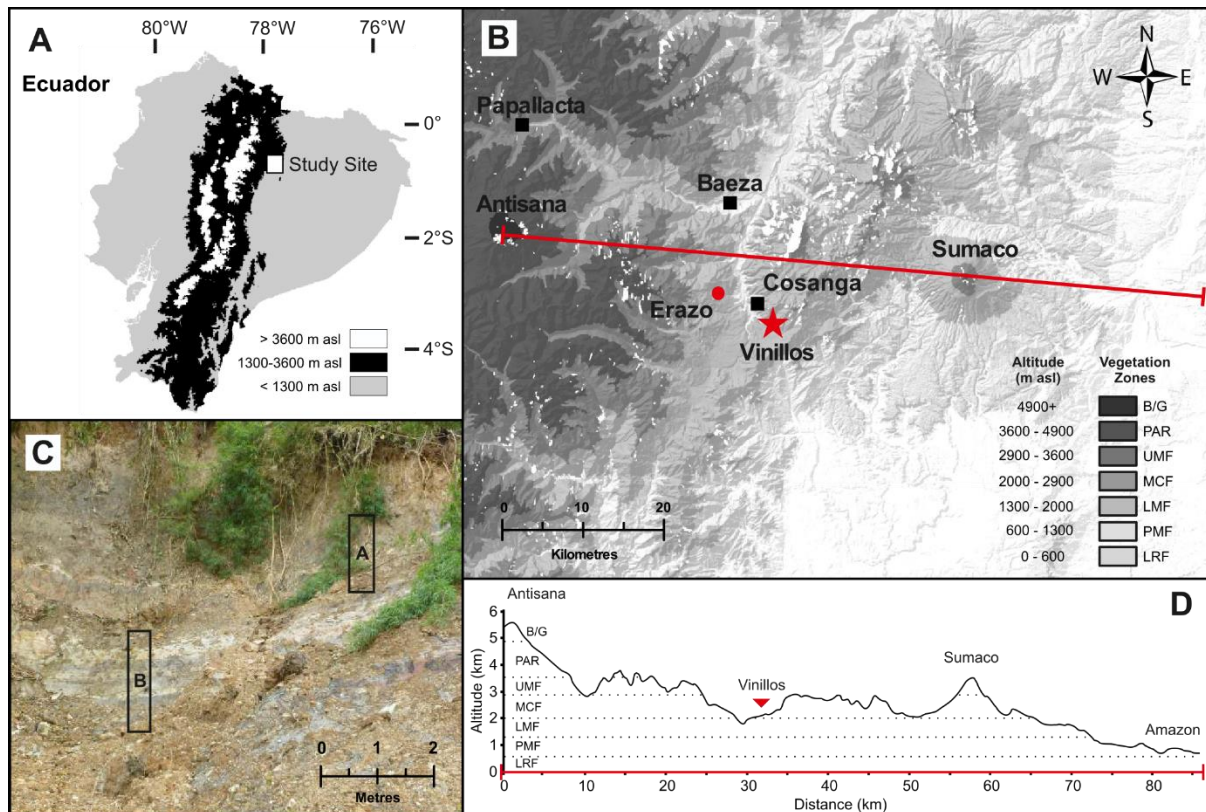 A
80°W
78°W
76°W
Ecuador
0°
Study Site
2°S
4°S
> 3600 m asl
1300-3600 m asl
< 1300 m asl
B
N
W
E
S
Papallacta
Baeza
Antisana
Sumaco
Cosanga
Erazo
Vinillos
Altitude
(m asl)
Vegetation
Zones
4900+
B/G
3600 - 4900
PAR
2900 - 3600
UMF
2000 - 2900
MCF
1300 - 2000
LMF
600 - 1300
PMF
0 - 600
LRF
0
10
20
Kilometres
C
A
B
0
1
2
Metres
D
Antisana
6
5
4
3
2
1
0
Altitude (km)
B/G
PAR
UMF
MCF
LMF
PMF
LRF
Vinillos
Sumaco
Amazon
0
10
20
30
40
50
60
70
80
Distance (km)